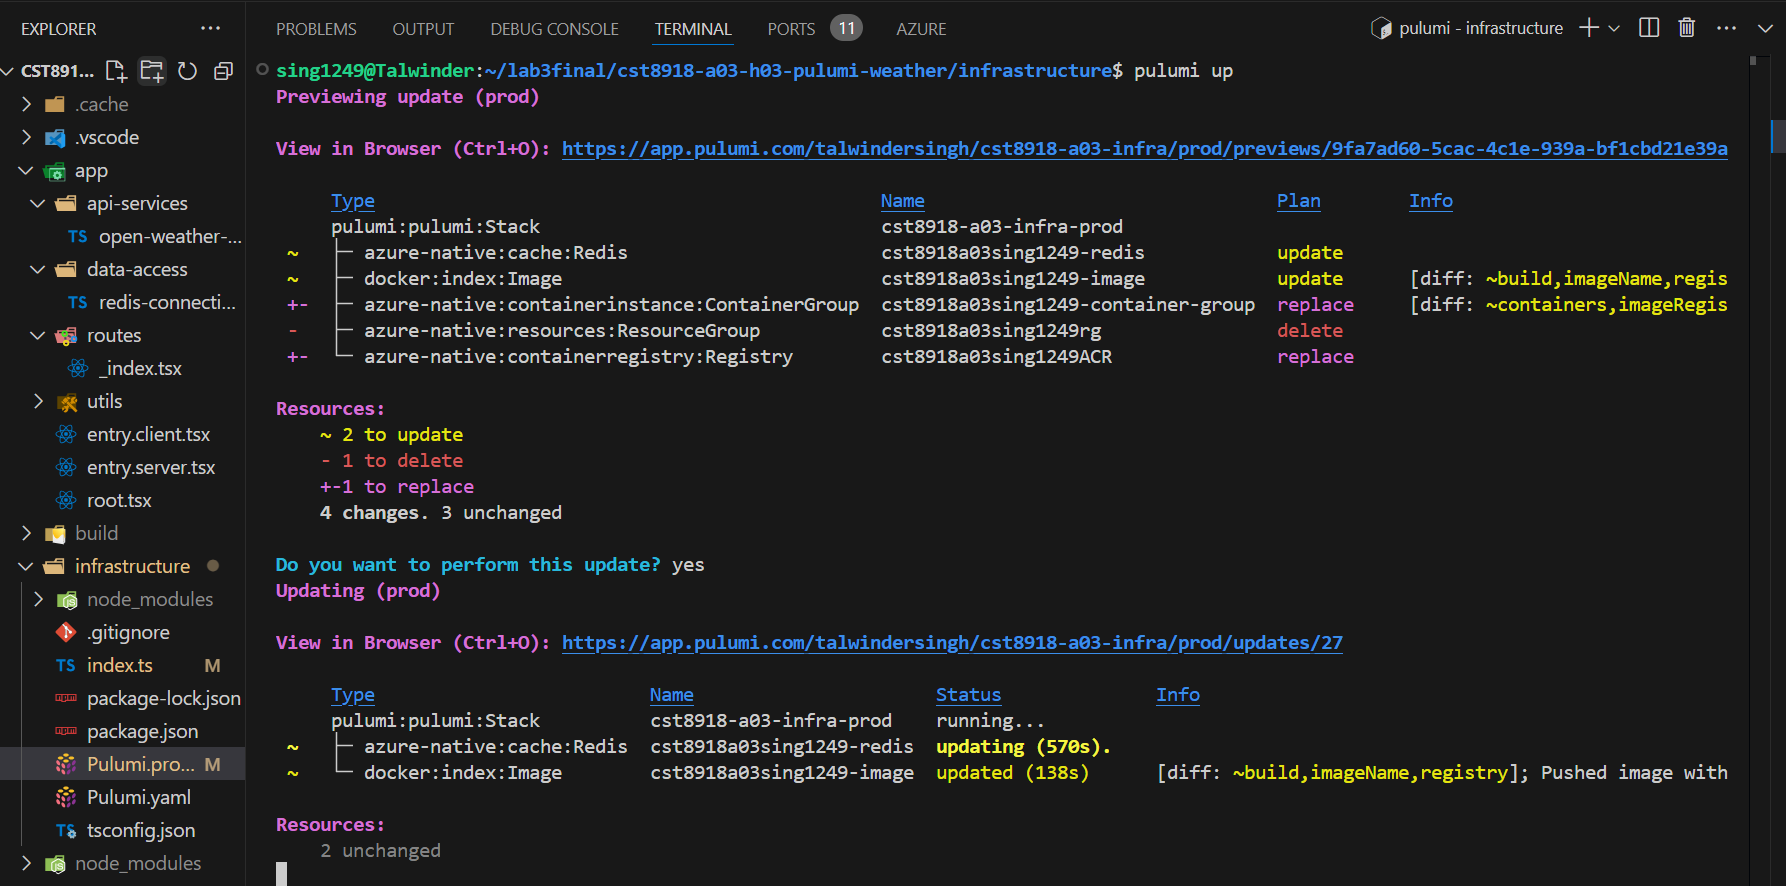 EXPLORER
CST891...
.cache
.vscode
app
api-services
TS open-weather-...
data-access
TS redis-connecti...
routes
_index.tsx
utils
entry.client.tsx
entry.server.tsx
root.tsx
build
infrastructure
node_modules
.gitignore
TS index.ts M
package-lock.json
package.json
Pulumi.pro... M
Pulumi.yaml
TS tsconfig.json
node_modules
PROBLEMS OUTPUT DEBUG CONSOLE TERMINAL PORTS 11 AZURE
pulumi - infrastructure
sing1249@Talwinder:~/lab3final/cst8918-a03-h03-pulumi-weather/infrastructure$ pulumi up
Previewing update (prod)
View in Browser (Ctrl+O): https://app.pulumi.com/talwindersingh/cst8918-a03-infra/prod/previews/9fa7ad60-5cac-4c1e-939a-bf1cbd21e39a
Type Name Plan Info
pulumi:pulumi:Stack cst8918-a03-infra-prod
~ ├─ azure-native:cache:Redis cst8918a03sing1249-redis update
~ ├─ docker:index:Image cst8918a03sing1249-image update [diff: ~build,imageName,regis
+- ├─ azure-native:containerinstance:ContainerGroup cst8918a03sing1249-container-group replace [diff: ~containers,imageRegis
- ├─ azure-native:resources:ResourceGroup cst8918a03sing1249rg delete
+- └─ azure-native:containerregistry:Registry cst8918a03sing1249ACR replace
Resources:
~ 2 to update
- 1 to delete
+-1 to replace
4 changes. 3 unchanged
Do you want to perform this update? yes
Updating (prod)
View in Browser (Ctrl+O): https://app.pulumi.com/talwindersingh/cst8918-a03-infra/prod/updates/27
Type Name Status Info
pulumi:pulumi:Stack cst8918-a03-infra-prod running...
~ ├─ azure-native:cache:Redis cst8918a03sing1249-redis updating (570s).
~ └─ docker:index:Image cst8918a03sing1249-image updated (138s) [diff: ~build,imageName,registry]; Pushed image with
Resources:
2 unchanged